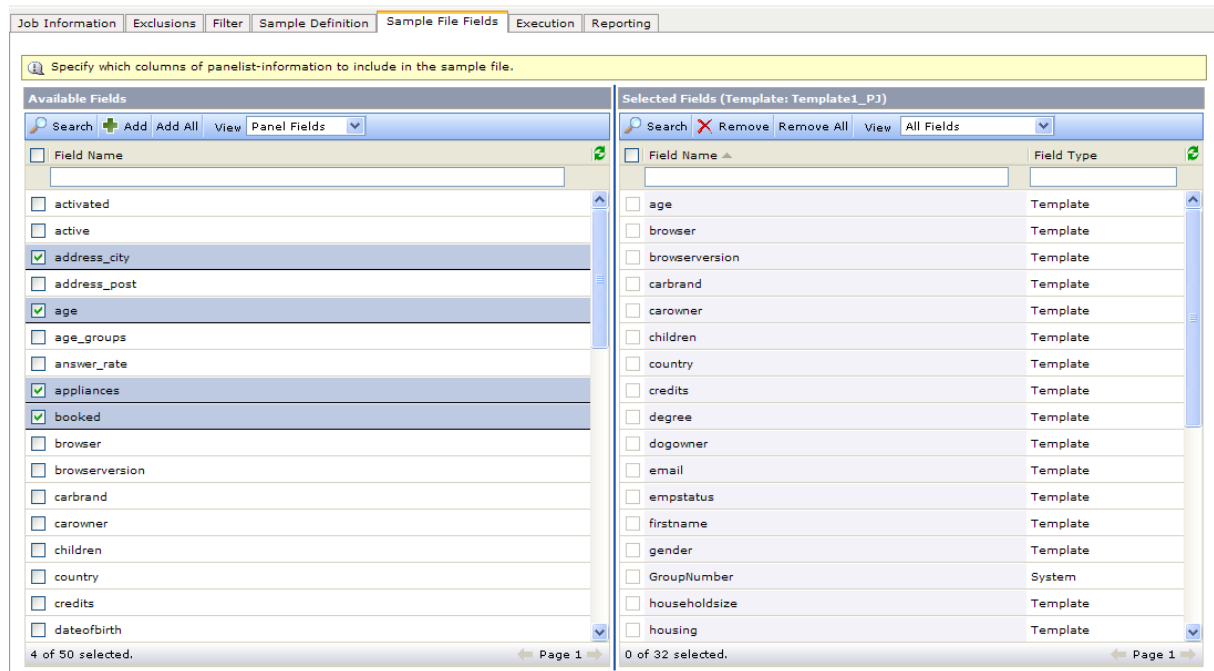 Job Information Exclusions Filter Sample Definition Sample File Fields Execution Reporting
Specify which columns of panelist-information to include in the sample file.
Available Fields
Search Add Add All View Panel Fields
Field Name
activated
active
address_city
address_post
age
age_groups
answer_rate
appliances
booked
browser
browserversion
carbrand
carowner
children
country
credits
dateofbirth
4 of 50 selected. Page 1
Selected Fields (Template: Template1_PJ)
Search Remove Remove All View All Fields
Field Name Field Type
age Template
browser Template
browserversion Template
carbrand Template
carowner Template
children Template
country Template
credits Template
degree Template
dogowner Template
email Template
empstatus Template
firstname Template
gender Template
GroupNumber System
householdsize Template
housing Template
0 of 32 selected. Page 1